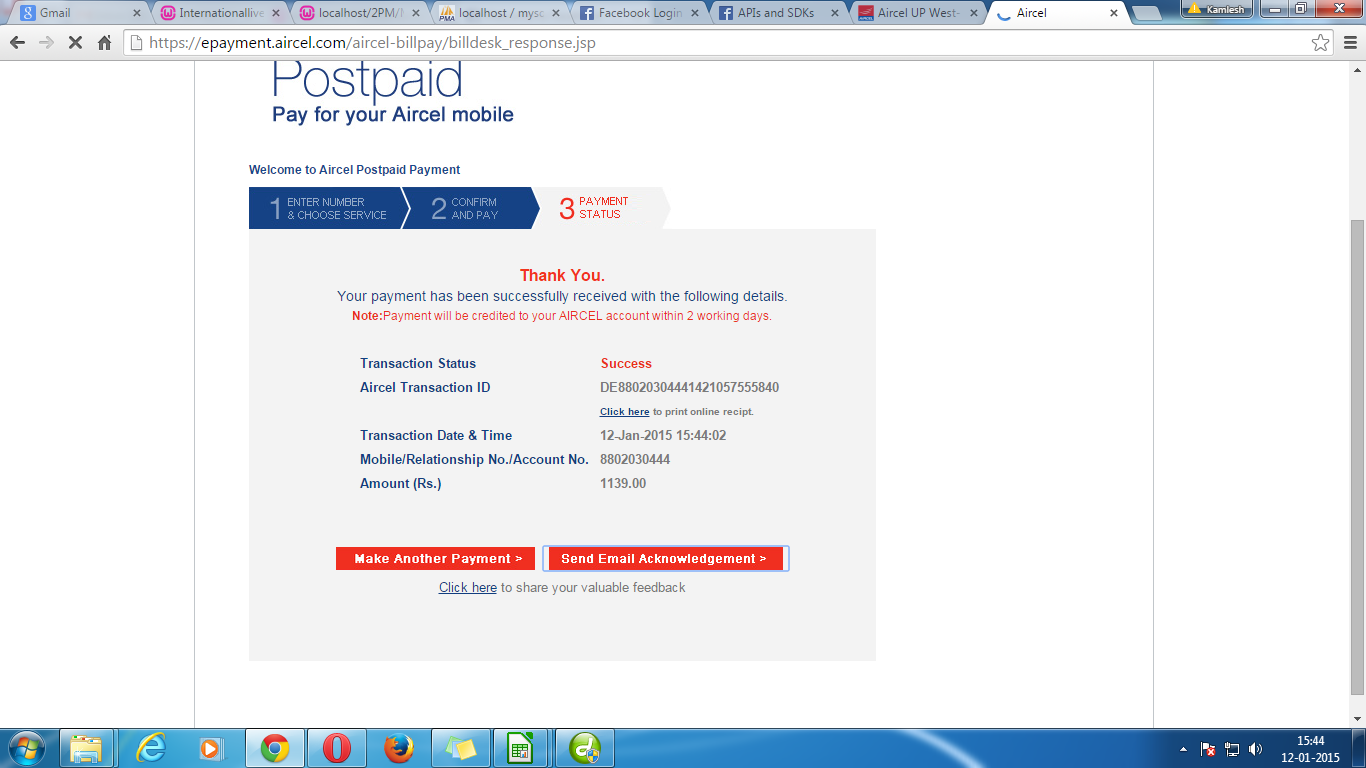 Gmail
Internationallive
localhost/2PM/
localhost / mysq
Facebook Login
APIs and SDKs
Aircel UP West-
Aircel
Kamlesh
https://epayment.aircel.com/aircel-billpay/billdesk_response.jsp
Postpaid
Pay for your Aircel mobile
Welcome to Aircel Postpaid Payment
1 ENTER NUMBER
& CHOOSE SERVICE
2 CONFIRM
AND PAY
3 PAYMENT
STATUS
Thank You.
Your payment has been successfully received with the following details.
Note:Payment will be credited to your AIRCEL account within 2 working days.
Transaction Status Success
Aircel Transaction ID DE88020304441421057555840
Click here to print online recipt.
Transaction Date & Time 12-Jan-2015 15:44:02
Mobile/Relationship No./Account No. 8802030444
Amount (Rs.) 1139.00
Make Another Payment > Send Email Acknowledgement >
Click here to share your valuable feedback
15:44
12-01-2015